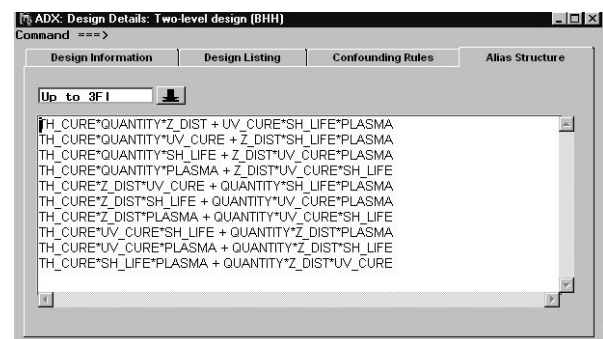 ADX: Design Details: Two-level design (BHH)
Command ===>
Design Information Design Listing Confounding Rules Alias Structure
Up to 3FI
TH_CURE*QUANTITY*Z_DIST + UV_CURE*SH_LIFE*PLASMA
TH_CURE*QUANTITY*UV_CURE + Z_DIST*SH_LIFE*PLASMA
TH_CURE*QUANTITY*SH_LIFE + Z_DIST*UV_CURE*PLASMA
TH_CURE*QUANTITY*PLASMA + Z_DIST*UV_CURE*SH_LIFE
TH_CURE*Z_DIST*UV_CURE + QUANTITY*SH_LIFE*PLASMA
TH_CURE*Z_DIST*SH_LIFE + QUANTITY*UV_CURE*PLASMA
TH_CURE*Z_DIST*PLASMA + QUANTITY*UV_CURE*SH_LIFE
TH_CURE*UV_CURE*SH_LIFE + QUANTITY*Z_DIST*PLASMA
TH_CURE*UV_CURE*PLASMA + QUANTITY*Z_DIST*SH_LIFE
TH_CURE*SH_LIFE*PLASMA + QUANTITY*Z_DIST*UV_CURE